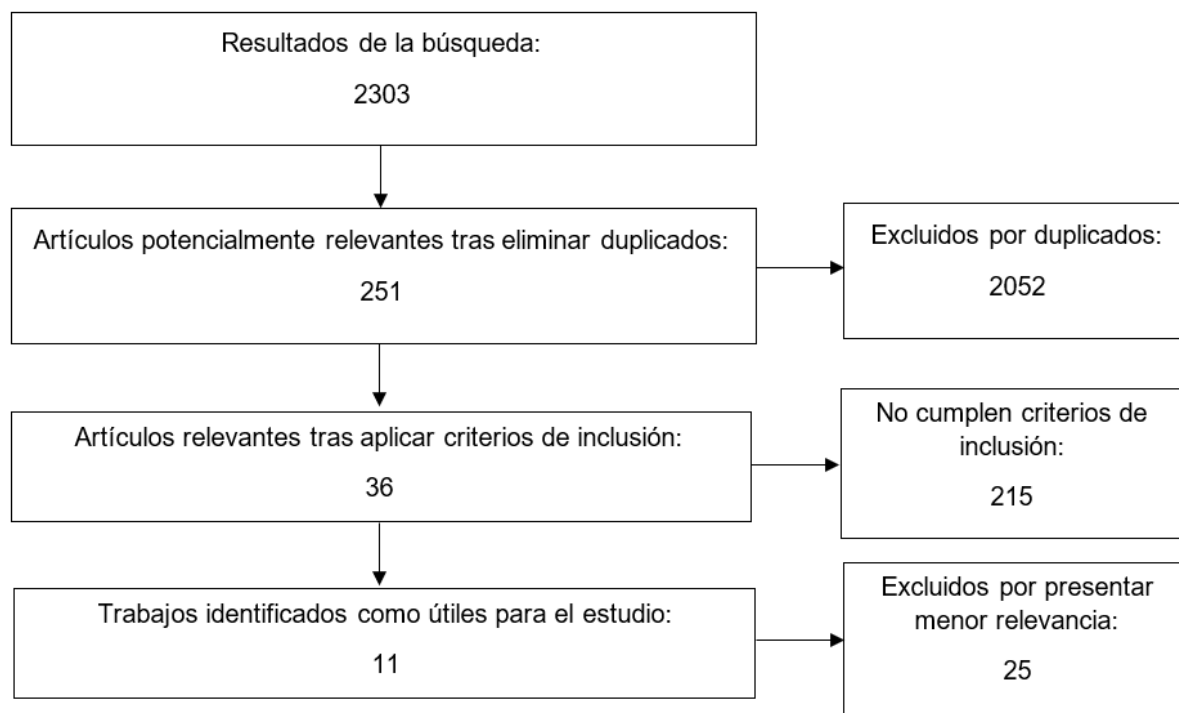 Resultados de la búsqueda:
2303
Artículos potencialmente relevantes tras eliminar duplicados:
251
Excluidos por duplicados:
2052
Artículos relevantes tras aplicar criterios de inclusión:
36
No cumplen criterios de
inclusión:
215
Trabajos identificados como útiles para el estudio:
11
Excluidos por presentar
menor relevancia:
25